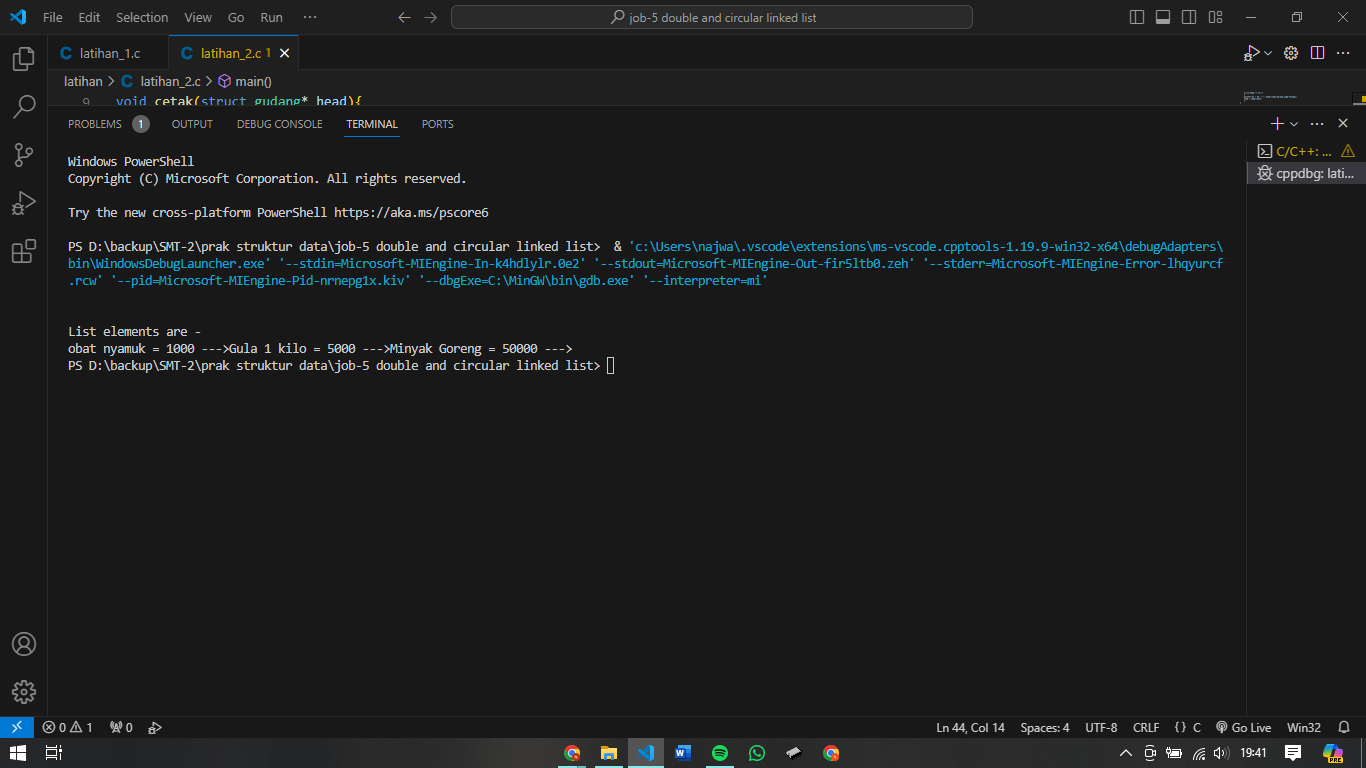 File Edit Selection View Go Run ···
job-5 double and circular linked list
latihan_1.c
latihan_2.c 1
latihan > latihan_2.c > main()
9 void cetak(struct gudang* head){
PROBLEMS 1 OUTPUT DEBUG CONSOLE TERMINAL PORTS
Windows PowerShell
Copyright (C) Microsoft Corporation. All rights reserved.
Try the new cross-platform PowerShell https://aka.ms/pscore6
PS D:\backup\SMT-2\prak struktur data\job-5 double and circular linked list>  & 'c:\Users\najwa\.vscode\extensions\ms-vscode.cpptools-1.19.9-win32-x64\debugAdapters\
bin\WindowsDebugLauncher.exe' '--stdin=Microsoft-MIEngine-In-k4hdlylr.0e2' '--stdout=Microsoft-MIEngine-Out-fir5ltb0.zeh' '--stderr=Microsoft-MIEngine-Error-lhqyurcf
.rcw' '--pid=Microsoft-MIEngine-Pid-nrnepg1x.kiv' '--dbgExe=C:\MinGW\bin\gdb.exe' '--interpreter=mi'
List elements are -
obat nyamuk = 1000 --->Gula 1 kilo = 5000 --->Minyak Goreng = 50000 --->
PS D:\backup\SMT-2\prak struktur data\job-5 double and circular linked list>
C/C++: ...
cppdbg: lati...
0 1 0 Ln 44, Col 14 Spaces: 4 UTF-8 CRLF {} C Go Live Win32
19:41
PRE